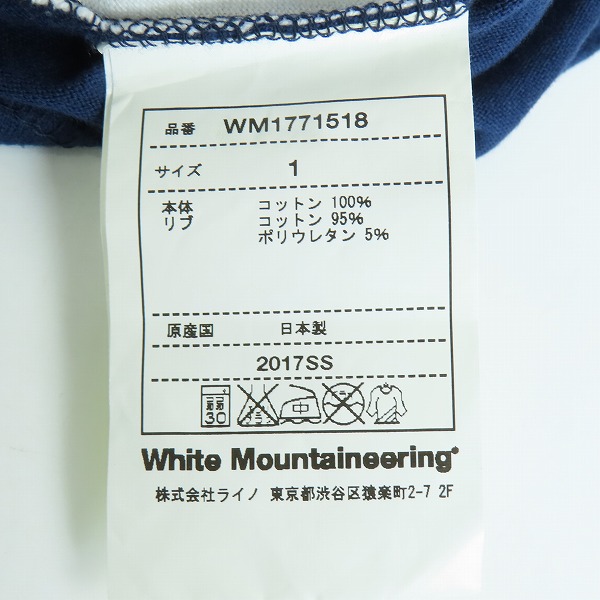 品番 WM1771518
サイズ 1
本体 コットン 100%
リブ コットン 95%
ポリウレタン 5%
原産国 日本製
2017SS
弱 30 中
White Mountaineering®
株式会社ライノ 東京都渋谷区猿楽町2-7 2F